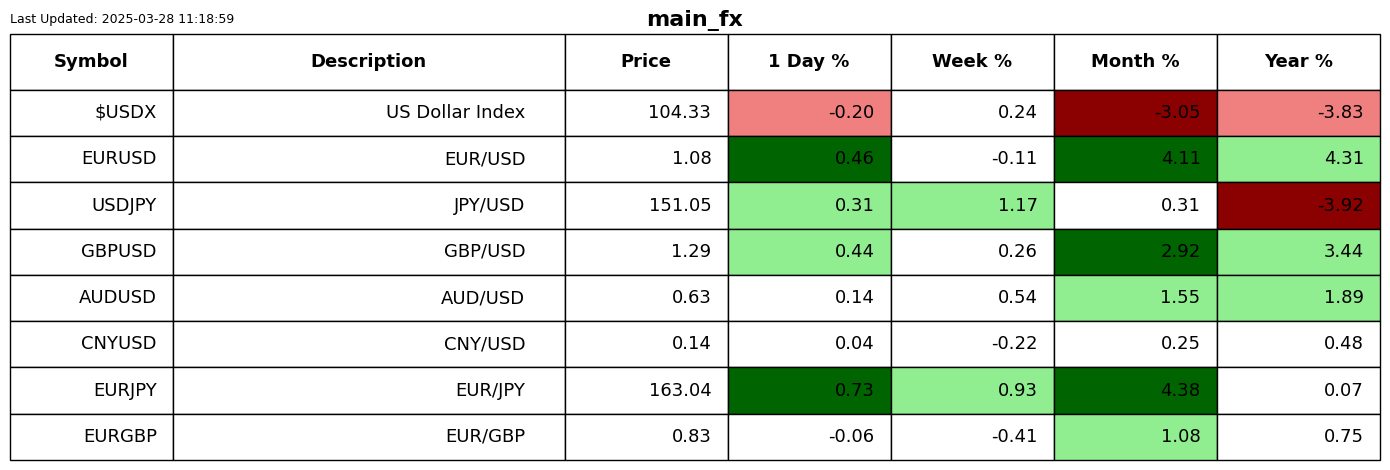 Last Updated: 2025-03-28 11:18:59
main_fx
Symbol Description Price 1 Day % Week % Month % Year %
$USDX US Dollar Index 104.33 -0.20 0.24 -3.05 -3.83
EURUSD EUR/USD 1.08 0.46 -0.11 4.11 4.31
USDJPY JPY/USD 151.05 0.31 1.17 0.31 -3.92
GBPUSD GBP/USD 1.29 0.44 0.26 2.92 3.44
AUDUSD AUD/USD 0.63 0.14 0.54 1.55 1.89
CNYUSD CNY/USD 0.14 0.04 -0.22 0.25 0.48
EURJPY EUR/JPY 163.04 0.73 0.93 4.38 0.07
EURGBP EUR/GBP 0.83 -0.06 -0.41 1.08 0.75